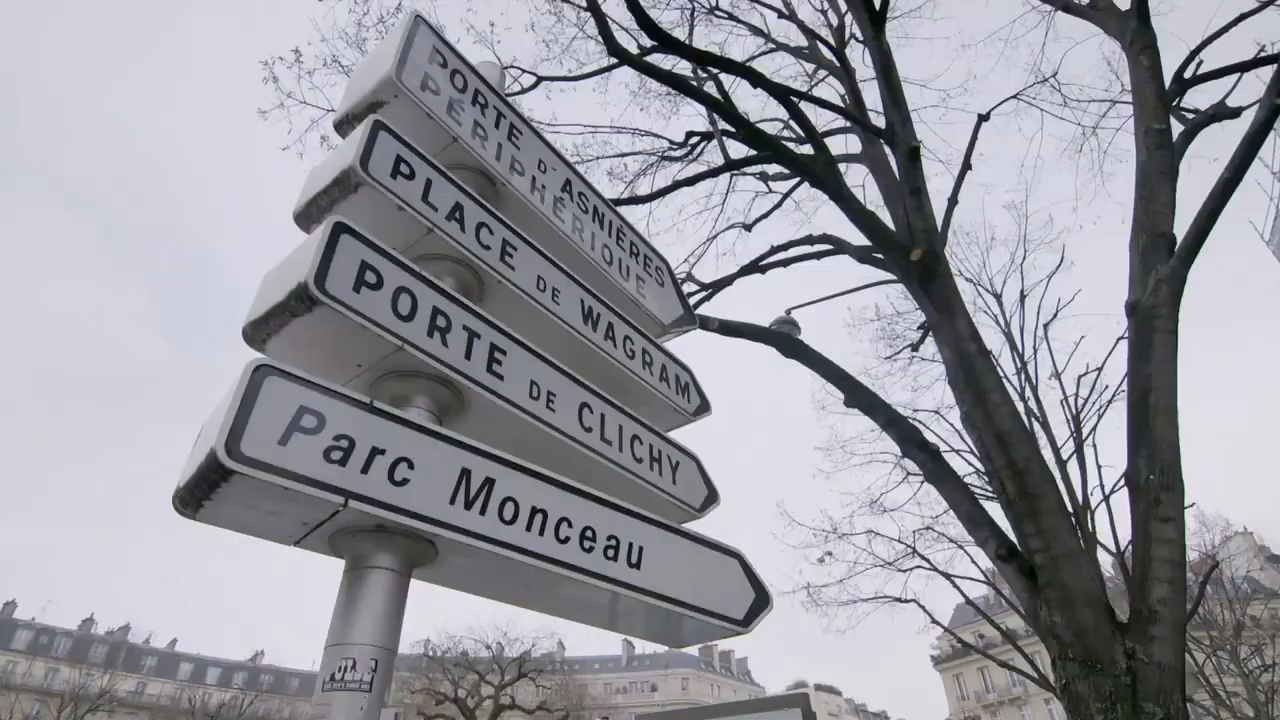 PORTE D'ASNIÈRES
PÉRIPHÉRIQUE
PLACE DE WAGRAM
PORTE DE CLICHY
Parc Monceau